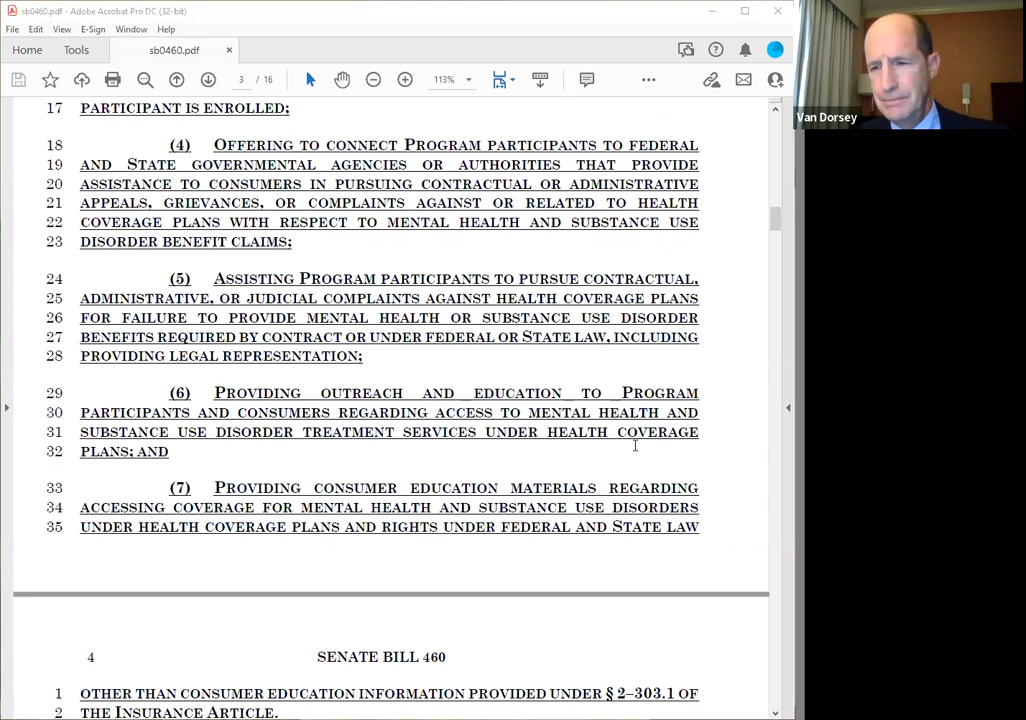 sb0460.pdf - Adobe Acrobat Pro DC (32-bit)
File Edit View E-Sign Window Help
Home Tools sb0460.pdf ×
3 / 16 113%
17 PARTICIPANT IS ENROLLED;
18 (4) OFFERING TO CONNECT PROGRAM PARTICIPANTS TO FEDERAL
19 AND STATE GOVERNMENTAL AGENCIES OR AUTHORITIES THAT PROVIDE
20 ASSISTANCE TO CONSUMERS IN PURSUING CONTRACTUAL OR ADMINISTRATIVE
21 APPEALS, GRIEVANCES, OR COMPLAINTS AGAINST OR RELATED TO HEALTH
22 COVERAGE PLANS WITH RESPECT TO MENTAL HEALTH AND SUBSTANCE USE
23 DISORDER BENEFIT CLAIMS;
24 (5) ASSISTING PROGRAM PARTICIPANTS TO PURSUE CONTRACTUAL,
25 ADMINISTRATIVE, OR JUDICIAL COMPLAINTS AGAINST HEALTH COVERAGE PLANS
26 FOR FAILURE TO PROVIDE MENTAL HEALTH OR SUBSTANCE USE DISORDER
27 BENEFITS REQUIRED BY CONTRACT OR UNDER FEDERAL OR STATE LAW, INCLUDING
28 PROVIDING LEGAL REPRESENTATION;
29 (6) PROVIDING OUTREACH AND EDUCATION TO PROGRAM
30 PARTICIPANTS AND CONSUMERS REGARDING ACCESS TO MENTAL HEALTH AND
31 SUBSTANCE USE DISORDER TREATMENT SERVICES UNDER HEALTH COVERAGE
32 PLANS; AND
33 (7) PROVIDING CONSUMER EDUCATION MATERIALS REGARDING
34 ACCESSING COVERAGE FOR MENTAL HEALTH AND SUBSTANCE USE DISORDERS
35 UNDER HEALTH COVERAGE PLANS AND RIGHTS UNDER FEDERAL AND STATE LAW
4 SENATE BILL 460
1 OTHER THAN CONSUMER EDUCATION INFORMATION PROVIDED UNDER § 2–303.1 OF
2 THE INSURANCE ARTICLE.
Van Dorsey